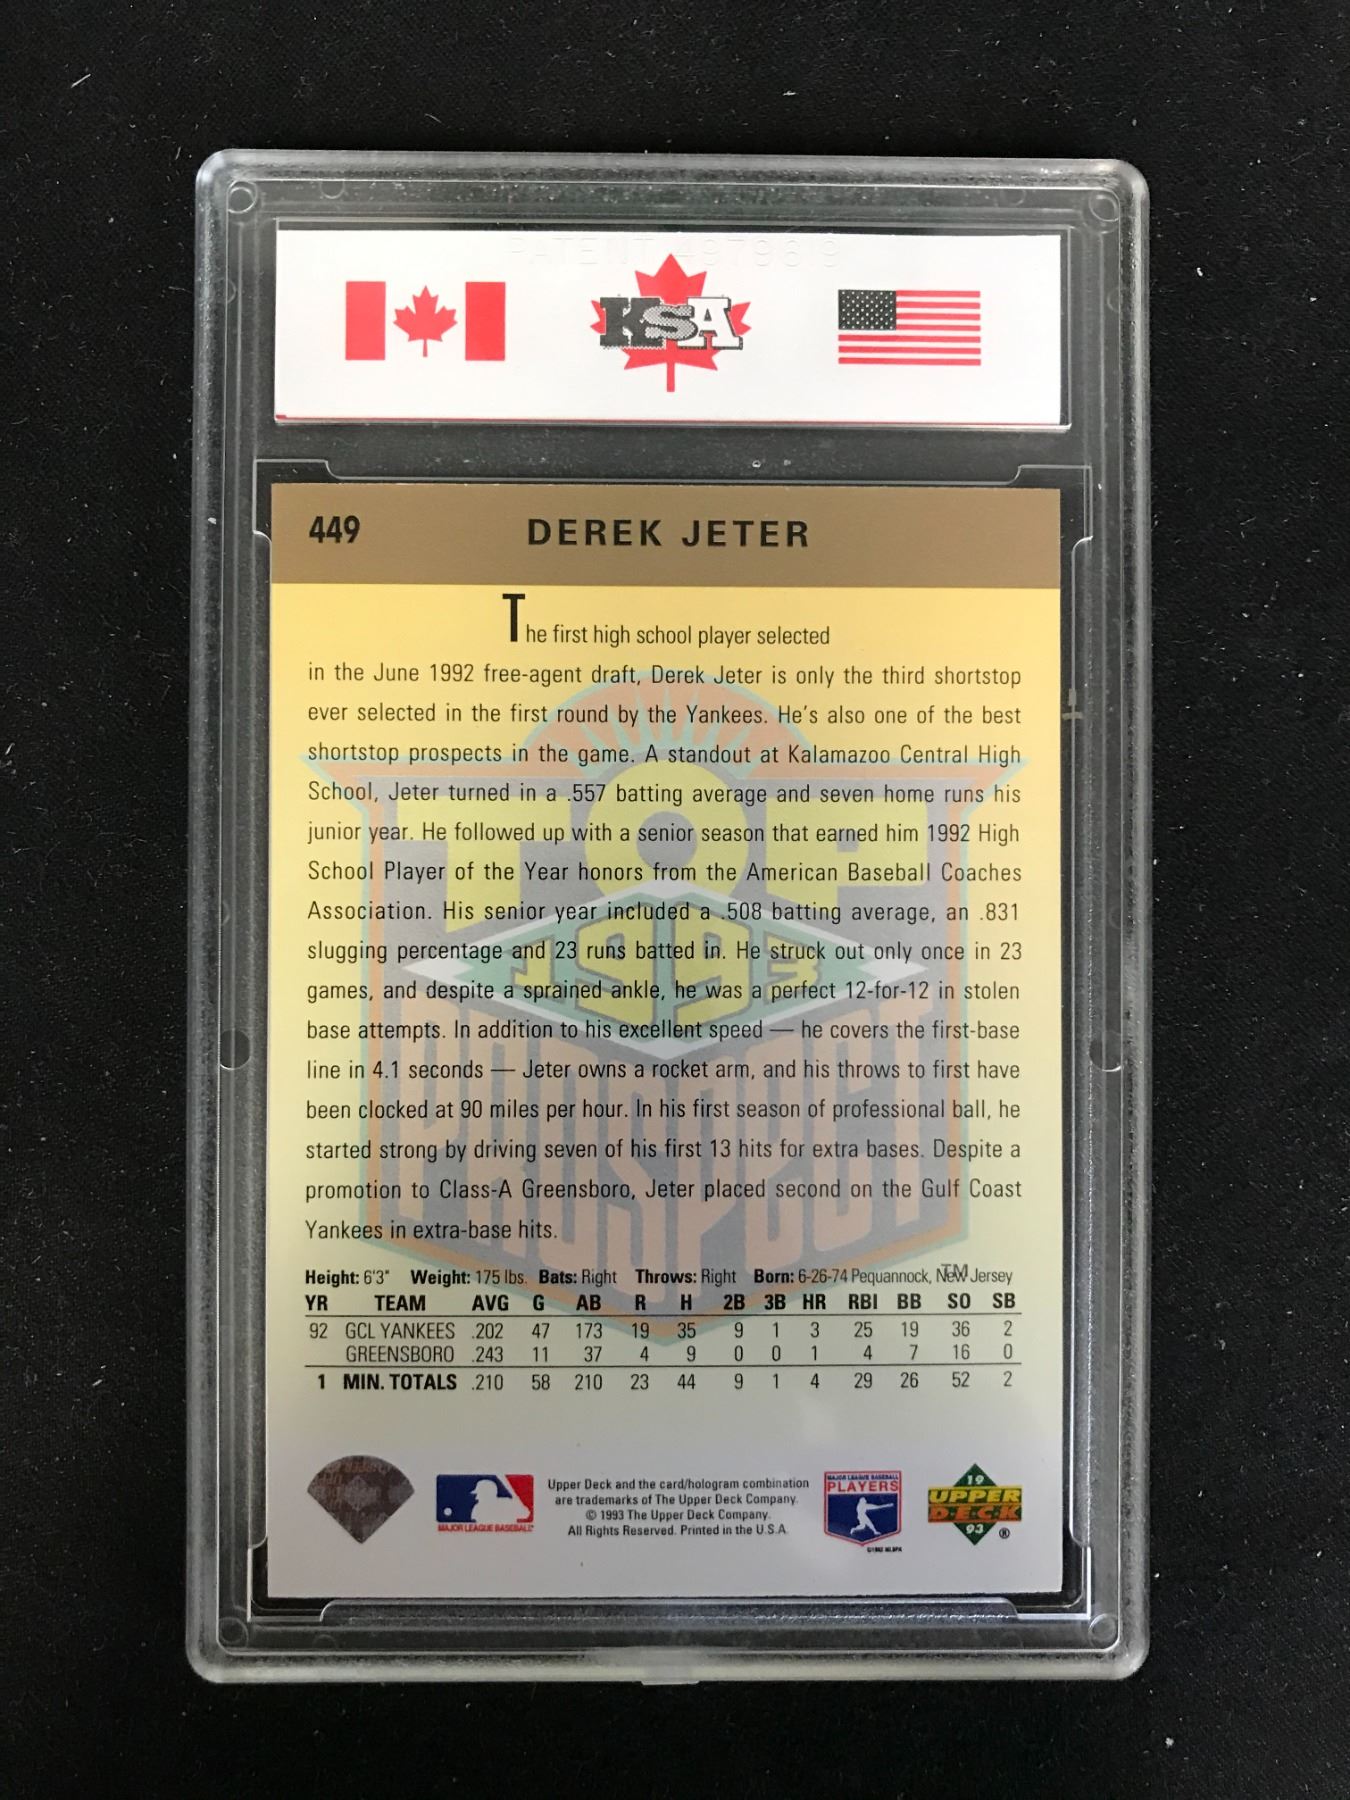 PATENT 4979619
KSA
449 DEREK JETER
The first high school player selected
in the June 1992 free-agent draft, Derek Jeter is only the third shortstop
ever selected in the first round by the Yankees. He's also one of the best
shortstop prospects in the game. A standout at Kalamazoo Central High
School, Jeter turned in a .557 batting average and seven home runs his
junior year. He followed up with a senior season that earned him 1992 High
School Player of the Year honors from the American Baseball Coaches
Association. His senior year included a .508 batting average, an .831
slugging percentage and 23 runs batted in. He struck out only once in 23
games, and despite a sprained ankle, he was a perfect 12-for-12 in stolen
base attempts. In addition to his excellent speed — he covers the first-base
line in 4.1 seconds — Jeter owns a rocket arm, and his throws to first have
been clocked at 90 miles per hour. In his first season of professional ball, he
started strong by driving seven of his first 13 hits for extra bases. Despite a
promotion to Class-A Greensboro, Jeter placed second on the Gulf Coast
Yankees in extra-base hits.
TOP
1993
PROSPECT
TM
Height: 6'3" Weight: 175 lbs. Bats: Right Throws: Right Born: 6-26-74 Pequannock, New Jersey
YR TEAM AVG G AB R H 2B 3B HR RBI BB SO SB
92 GCL YANKEES .202 47 173 19 35 9 1 3 25 19 36 2
GREENSBORO .243 11 37 4 9 0 0 1 4 7 16 0
1 MIN. TOTALS .210 58 210 23 44 9 1 4 29 26 52 2
MAJOR LEAGUE BASEBALL
Upper Deck and the card/hologram combination
are trademarks of The Upper Deck Company.
© 1993 The Upper Deck Company.
All Rights Reserved. Printed in the U.S.A.
MAJOR LEAGUE BASEBALL
PLAYERS
©1992 MLBPA
19
UPPER
DECK
93 ®